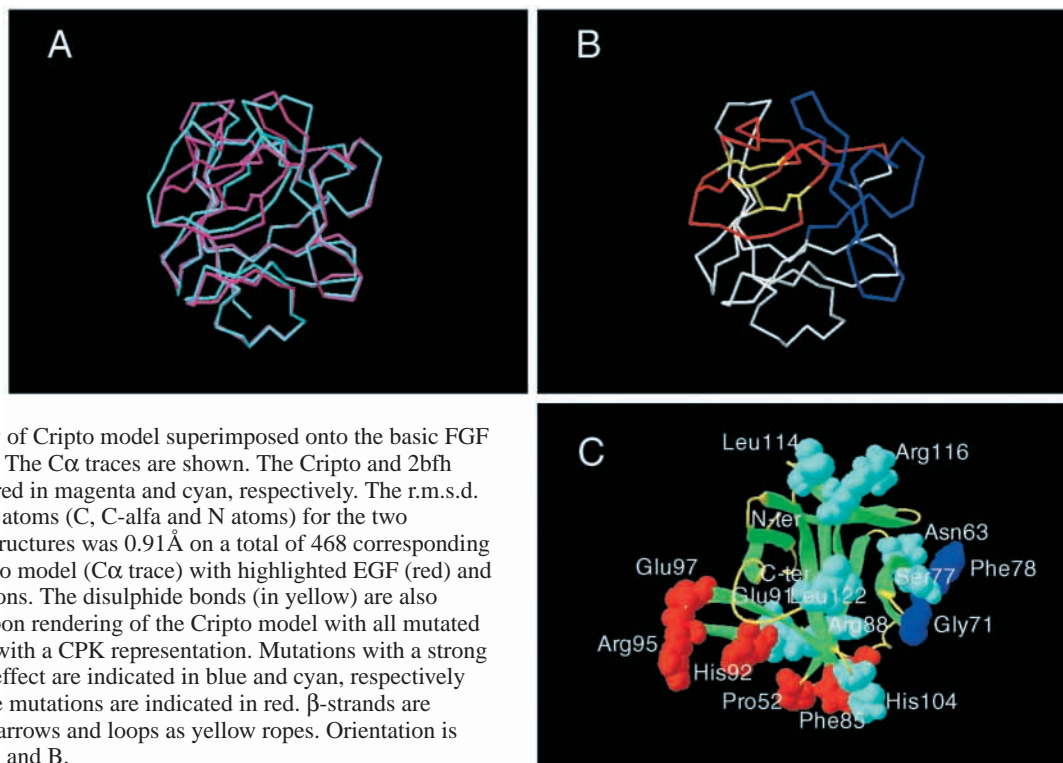 A
B
y of Cripto model superimposed onto the basic FGF
The Cα traces are shown. The Cripto and 2bfh
red in magenta and cyan, respectively. The r.m.s.d.
atoms (C, C-alfa and N atoms) for the two
tructures was 0.91Å on a total of 468 corresponding
o model (Cα trace) with highlighted EGF (red) and
ons. The disulphide bonds (in yellow) are also
on rendering of the Cripto model with all mutated
with a CPK representation. Mutations with a strong
effect are indicated in blue and cyan, respectively
e mutations are indicated in red. β-strands are
arrows and loops as yellow ropes. Orientation is
and B.
C
Leu114
Arg116
N-ter
Asn63
Glu97
C-ter
Ser77
Phe78
Glu91
Leu122
Arg95
Arg88
Gly71
His92
Pro52
His104
Phe85